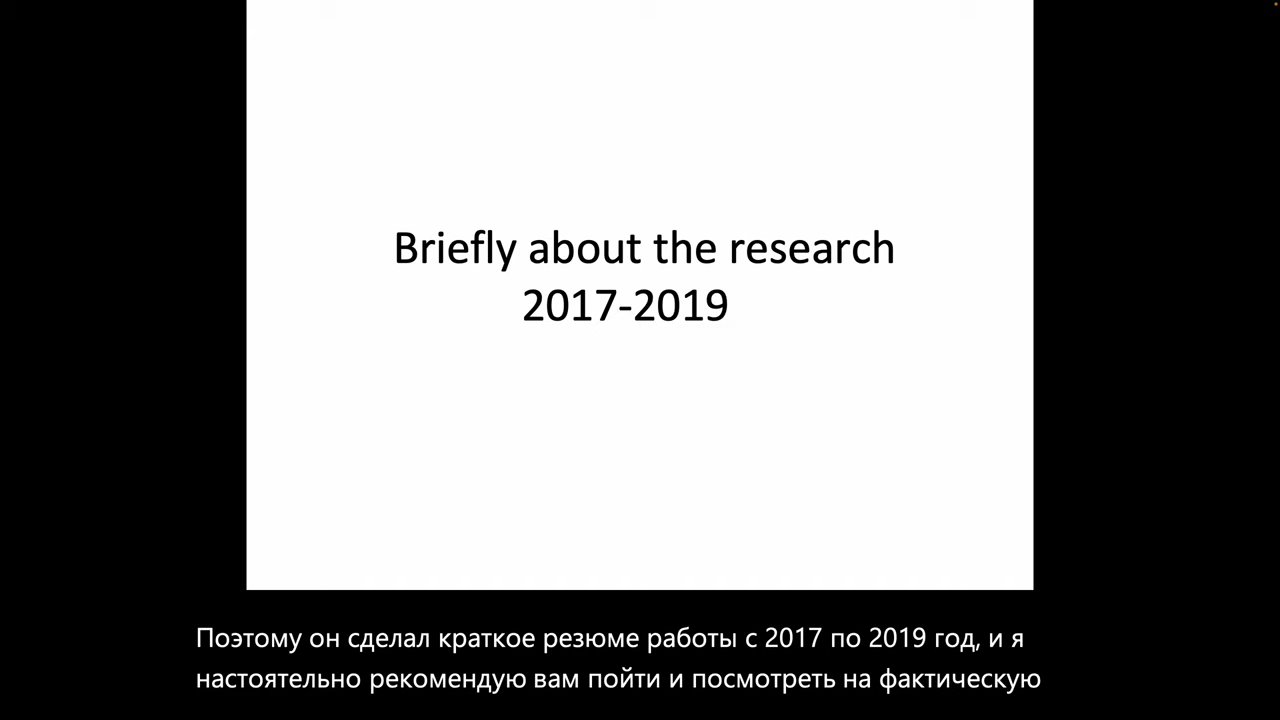 Briefly about the research
2017-2019
Поэтому он сделал краткое резюме работы с 2017 по 2019 год, и я
настоятельно рекомендую вам пойти и посмотреть на фактическую